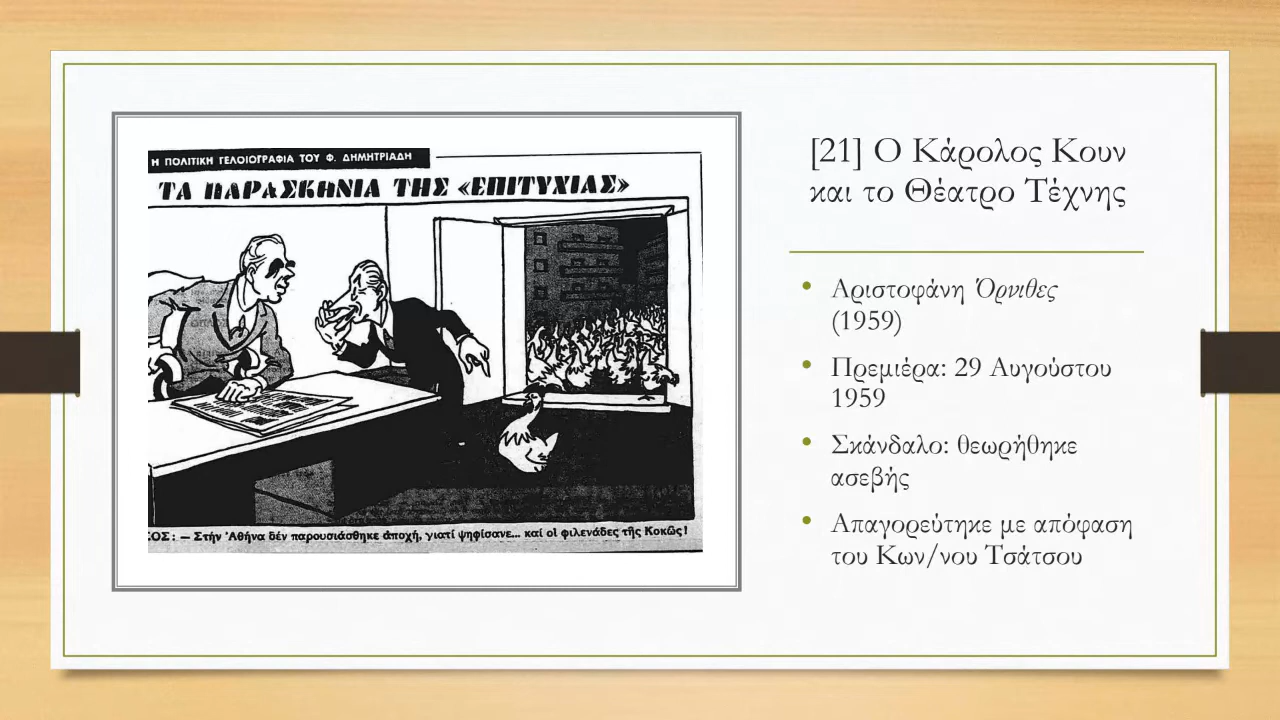 Η ΠΟΛΙΤΙΚΗ ΓΕΛΟΙΟΓΡΑΦΙΑ ΤΟΥ Φ. ΔΗΜΗΤΡΙΑΔΗ
ΤΑ ΠΑΡΑΣΚΗΝΙΑ ΤΗΣ «ΕΠΙΤΥΧΙΑΣ»
ΚΟΣ: — Στήν Ἀθήνα δέν παρουσιάσθηκε ἀποχή, γιατί ψηφίσανε... καί οἱ φιλενάδες τῆς Κοκῶς!
[21] Ο Κάρολος Κουν
και το Θέατρο Τέχνης
• Αριστοφάνη Όρνιθες
(1959)
• Πρεμιέρα: 29 Αυγούστου
1959
• Σκάνδαλο: θεωρήθηκε
ασεβής
• Απαγορεύτηκε με απόφαση
του Κων/νου Τσάτσου